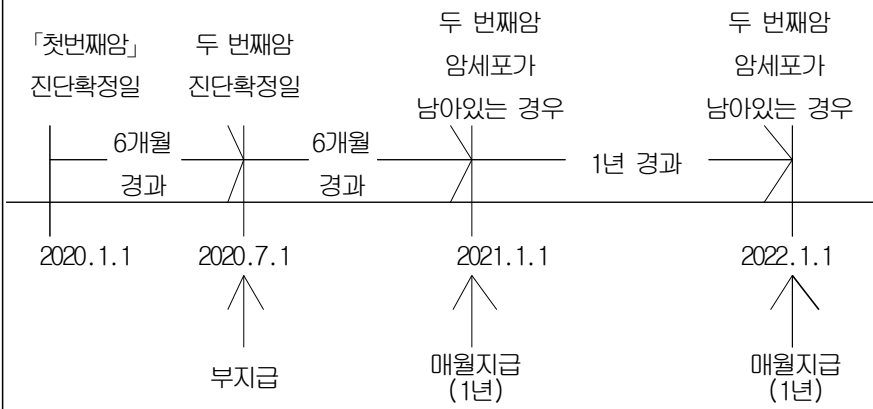 「첫번째암」
진단확정일
두 번째암
진단확정일
두 번째암
암세포가
남아있는 경우
두 번째암
암세포가
남아있는 경우
6개월
경과
6개월
경과
1년 경과
2020.1.1
2020.7.1
2021.1.1
2022.1.1
부지급
매월지급
(1년)
매월지급
(1년)